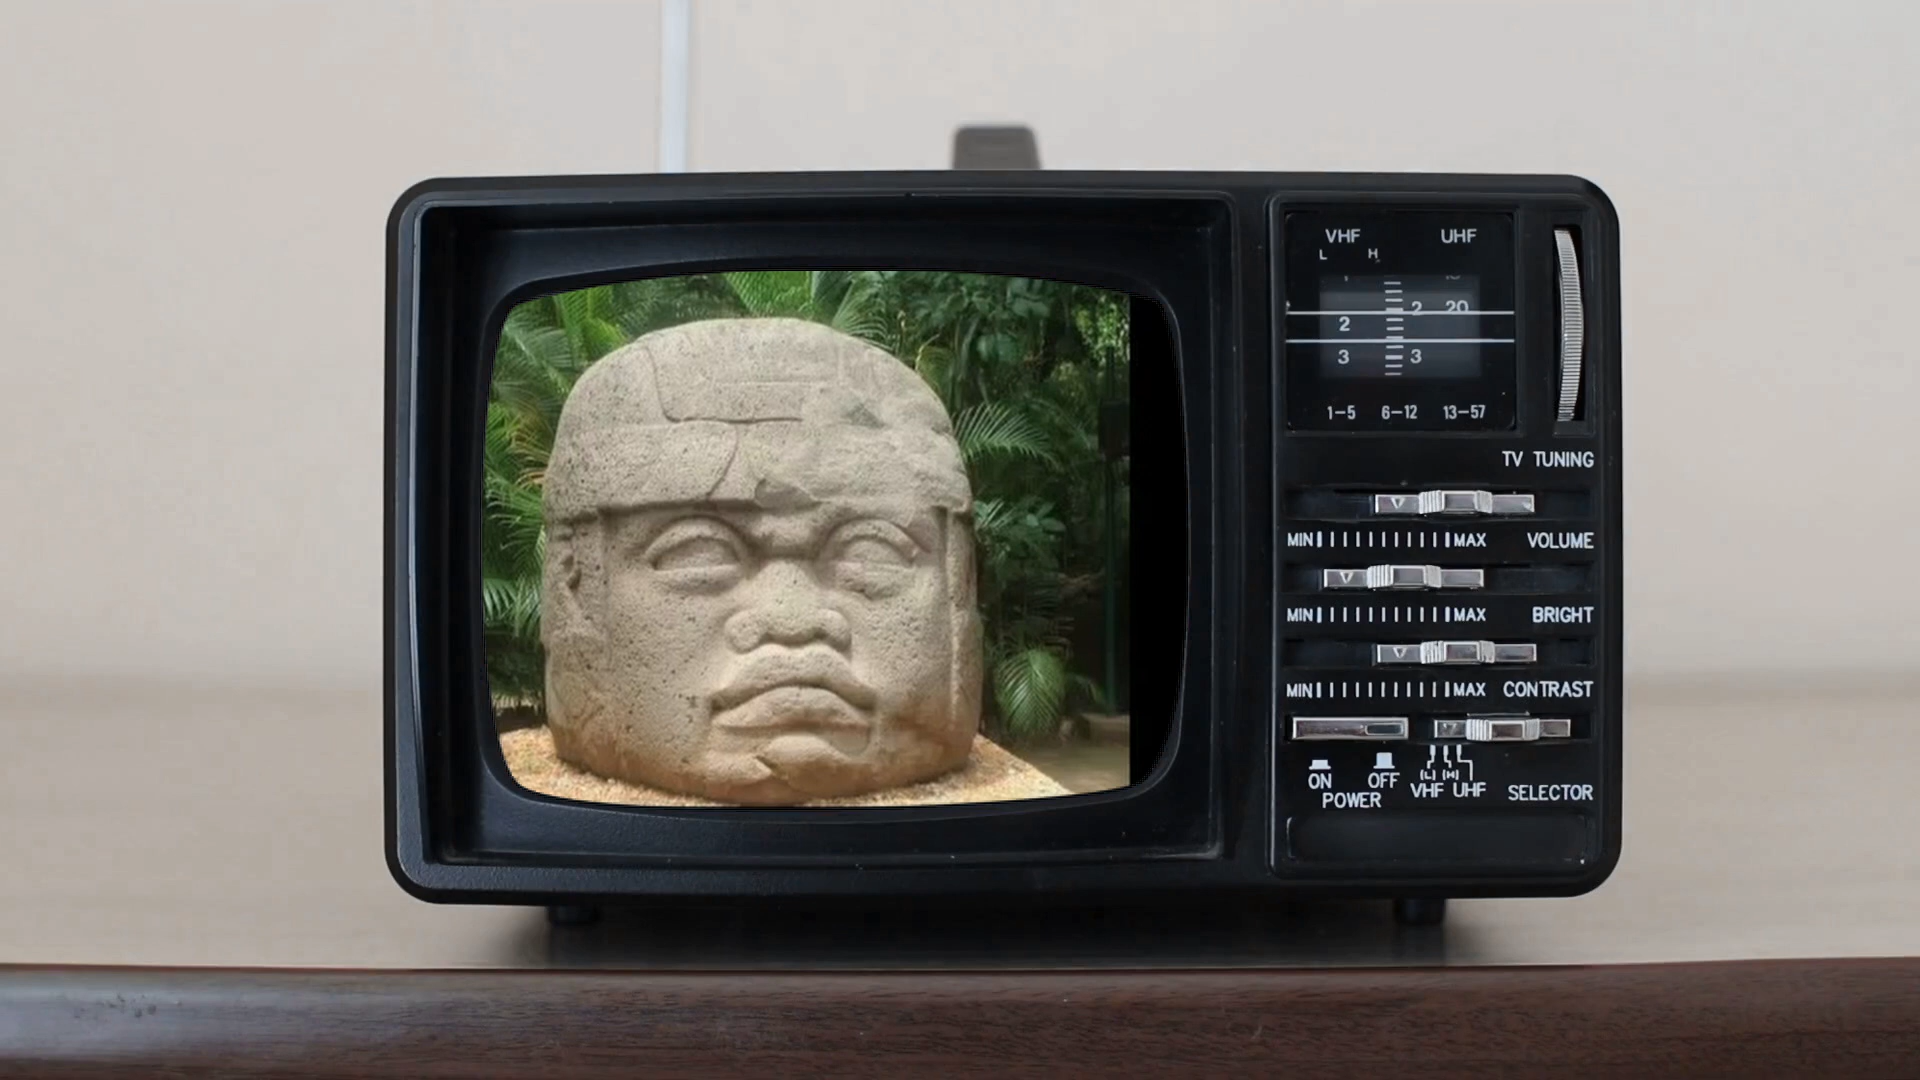 VHF UHF
L H
2 20
2
3 3
1-5 6-12 13-57
TV TUNING
MIN MAX VOLUME
MIN MAX BRIGHT
MIN MAX CONTRAST
ON OFF (L) (H)
POWER VHF UHF SELECTOR